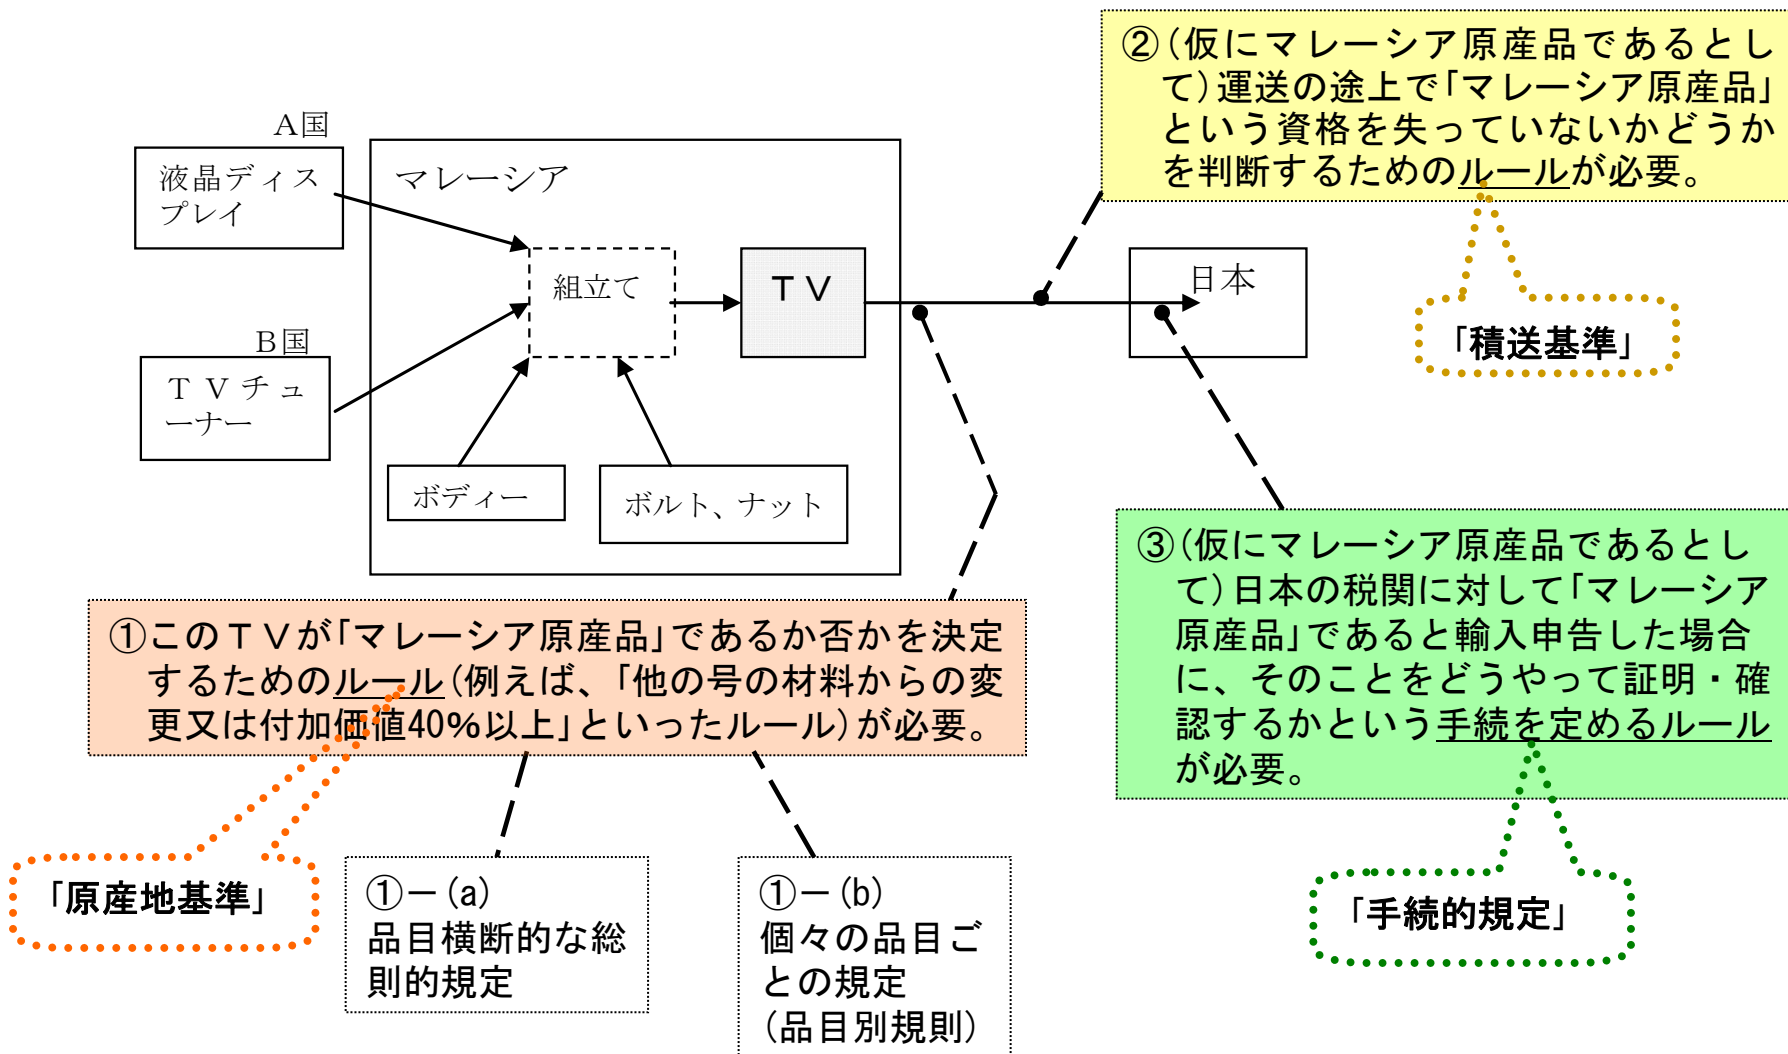 ②(仮にマレーシア原産品であるとし
て)運送の途上で「マレーシア原産品」
という資格を失っていないかどうか
を判断するためのルールが必要。
A国
液晶ディス
プレイ
マレーシア
組立て
TV
日本
「積送基準」
B国
TVチュ
ーナー
ボディー
ボルト、ナット
③(仮にマレーシア原産品であるとし
て)日本の税関に対して「マレーシア
原産品」であると輸入申告した場合
に、そのことをどうやって証明・確
認するかという手続を定めるルール
が必要。
①このTVが「マレーシア原産品」であるか否かを決定
するためのルール(例えば、「他の号の材料からの変
更又は付加価値40%以上」といったルール)が必要。
「原産地基準」
①-(a)
品目横断的な総
則的規定
①-(b)
個々の品目ご
との規定
(品目別規則)
「手続的規定」